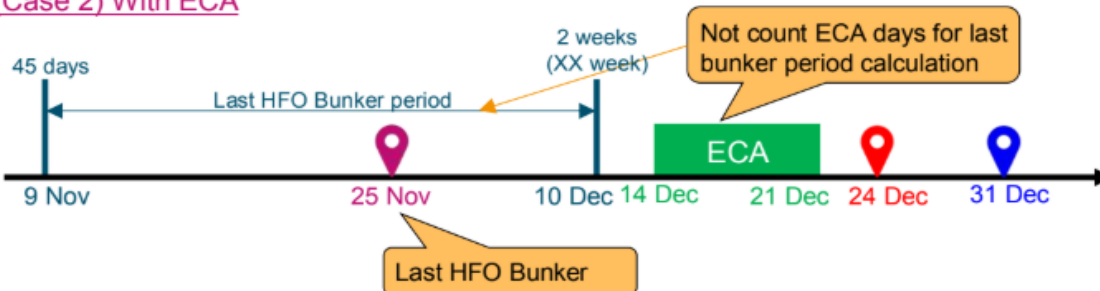 (Case 2) With ECA
45 days
2 weeks
(XX week)
Not count ECA days for last
bunker period calculation
Last HFO Bunker period
ECA
9 Nov
25 Nov
10 Dec
14 Dec
21 Dec
24 Dec
31 Dec
Last HFO Bunker